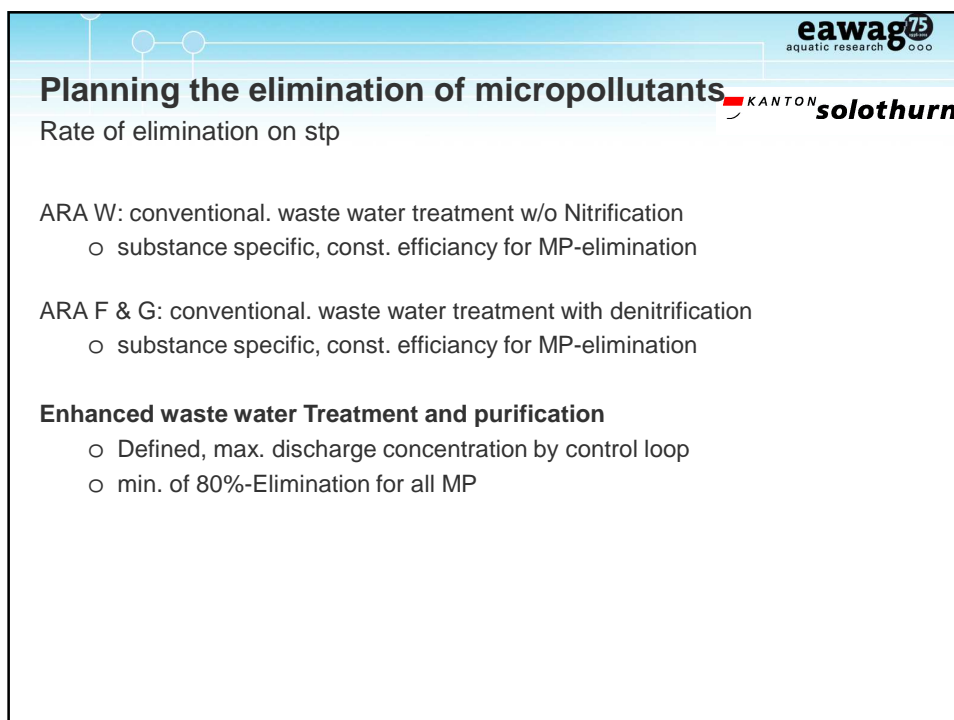 eawag 75
aquatic research ooo
Planning the elimination of micropollutants
KANTON solothurn
Rate of elimination on stp
ARA W: conventional. waste water treatment w/o Nitrification
o substance specific, const. efficiancy for MP-elimination
ARA F & G: conventional. waste water treatment with denitrification
o substance specific, const. efficiancy for MP-elimination
Enhanced waste water Treatment and purification
o Defined, max. discharge concentration by control loop
o min. of 80%-Elimination for all MP